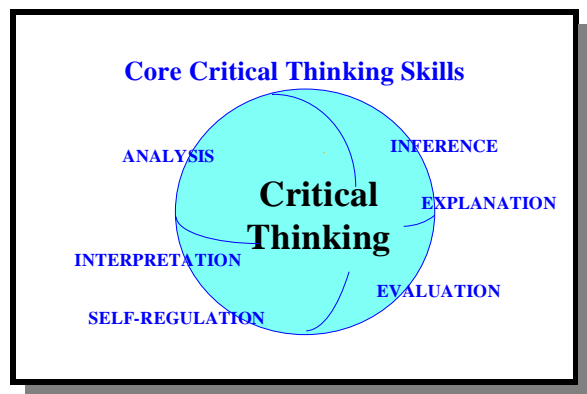 Core Critical Thinking Skills
ANALYSIS
INFERENCE
Critical
Thinking
EXPLANATION
INTERPRETATION
EVALUATION
SELF-REGULATION